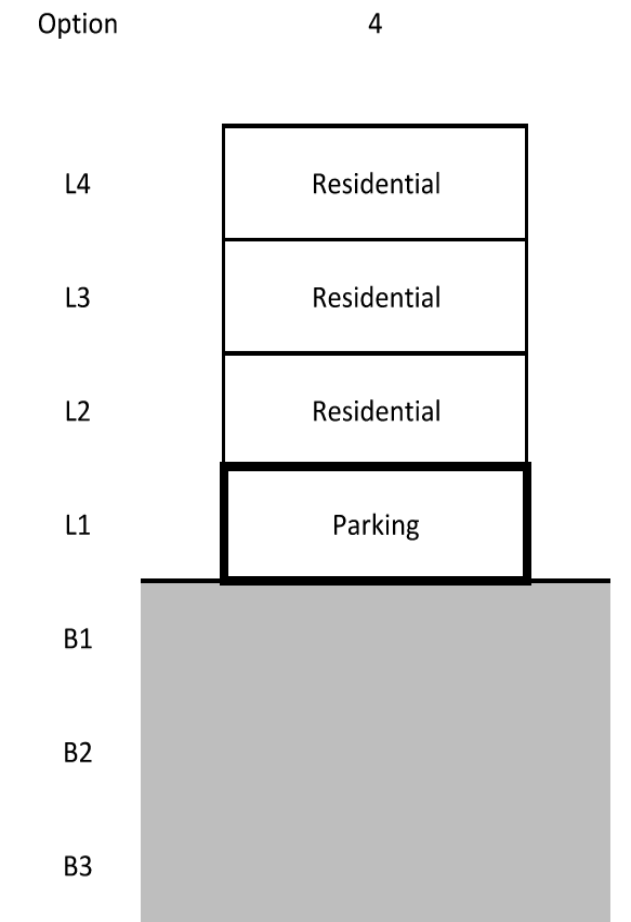 Option 4
L4 Residential
L3 Residential
L2 Residential
L1 Parking
B1
B2
B3